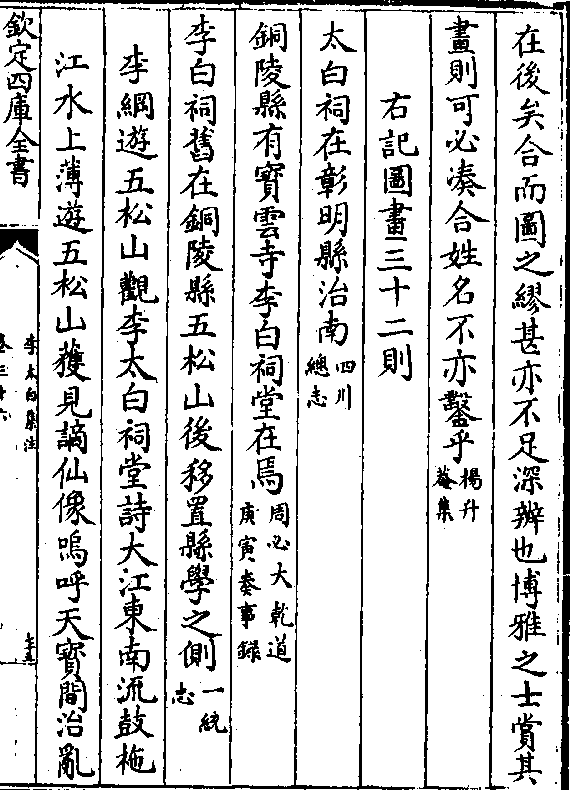 在後矣合而圖之繆甚亦不足深辨也博雅之士賞其
畫則可必湊合姓名不亦鑿乎楊升菴集
右記圖畫三十二則
太白祠在彰明縣治南四川總志
銅陵縣有寳雲寺李白祠堂在焉周必大乾道庚寅奏事録
李白祠舊在銅陵縣五松山後移置縣學之側一統志
李綱遊五松山觀李太白祠堂詩大江東南流鼓柂
江水上薄遊五松山獲見謫仙像嗚呼天寳間治亂
欽定四庫全書
李太白集注
卷三十六